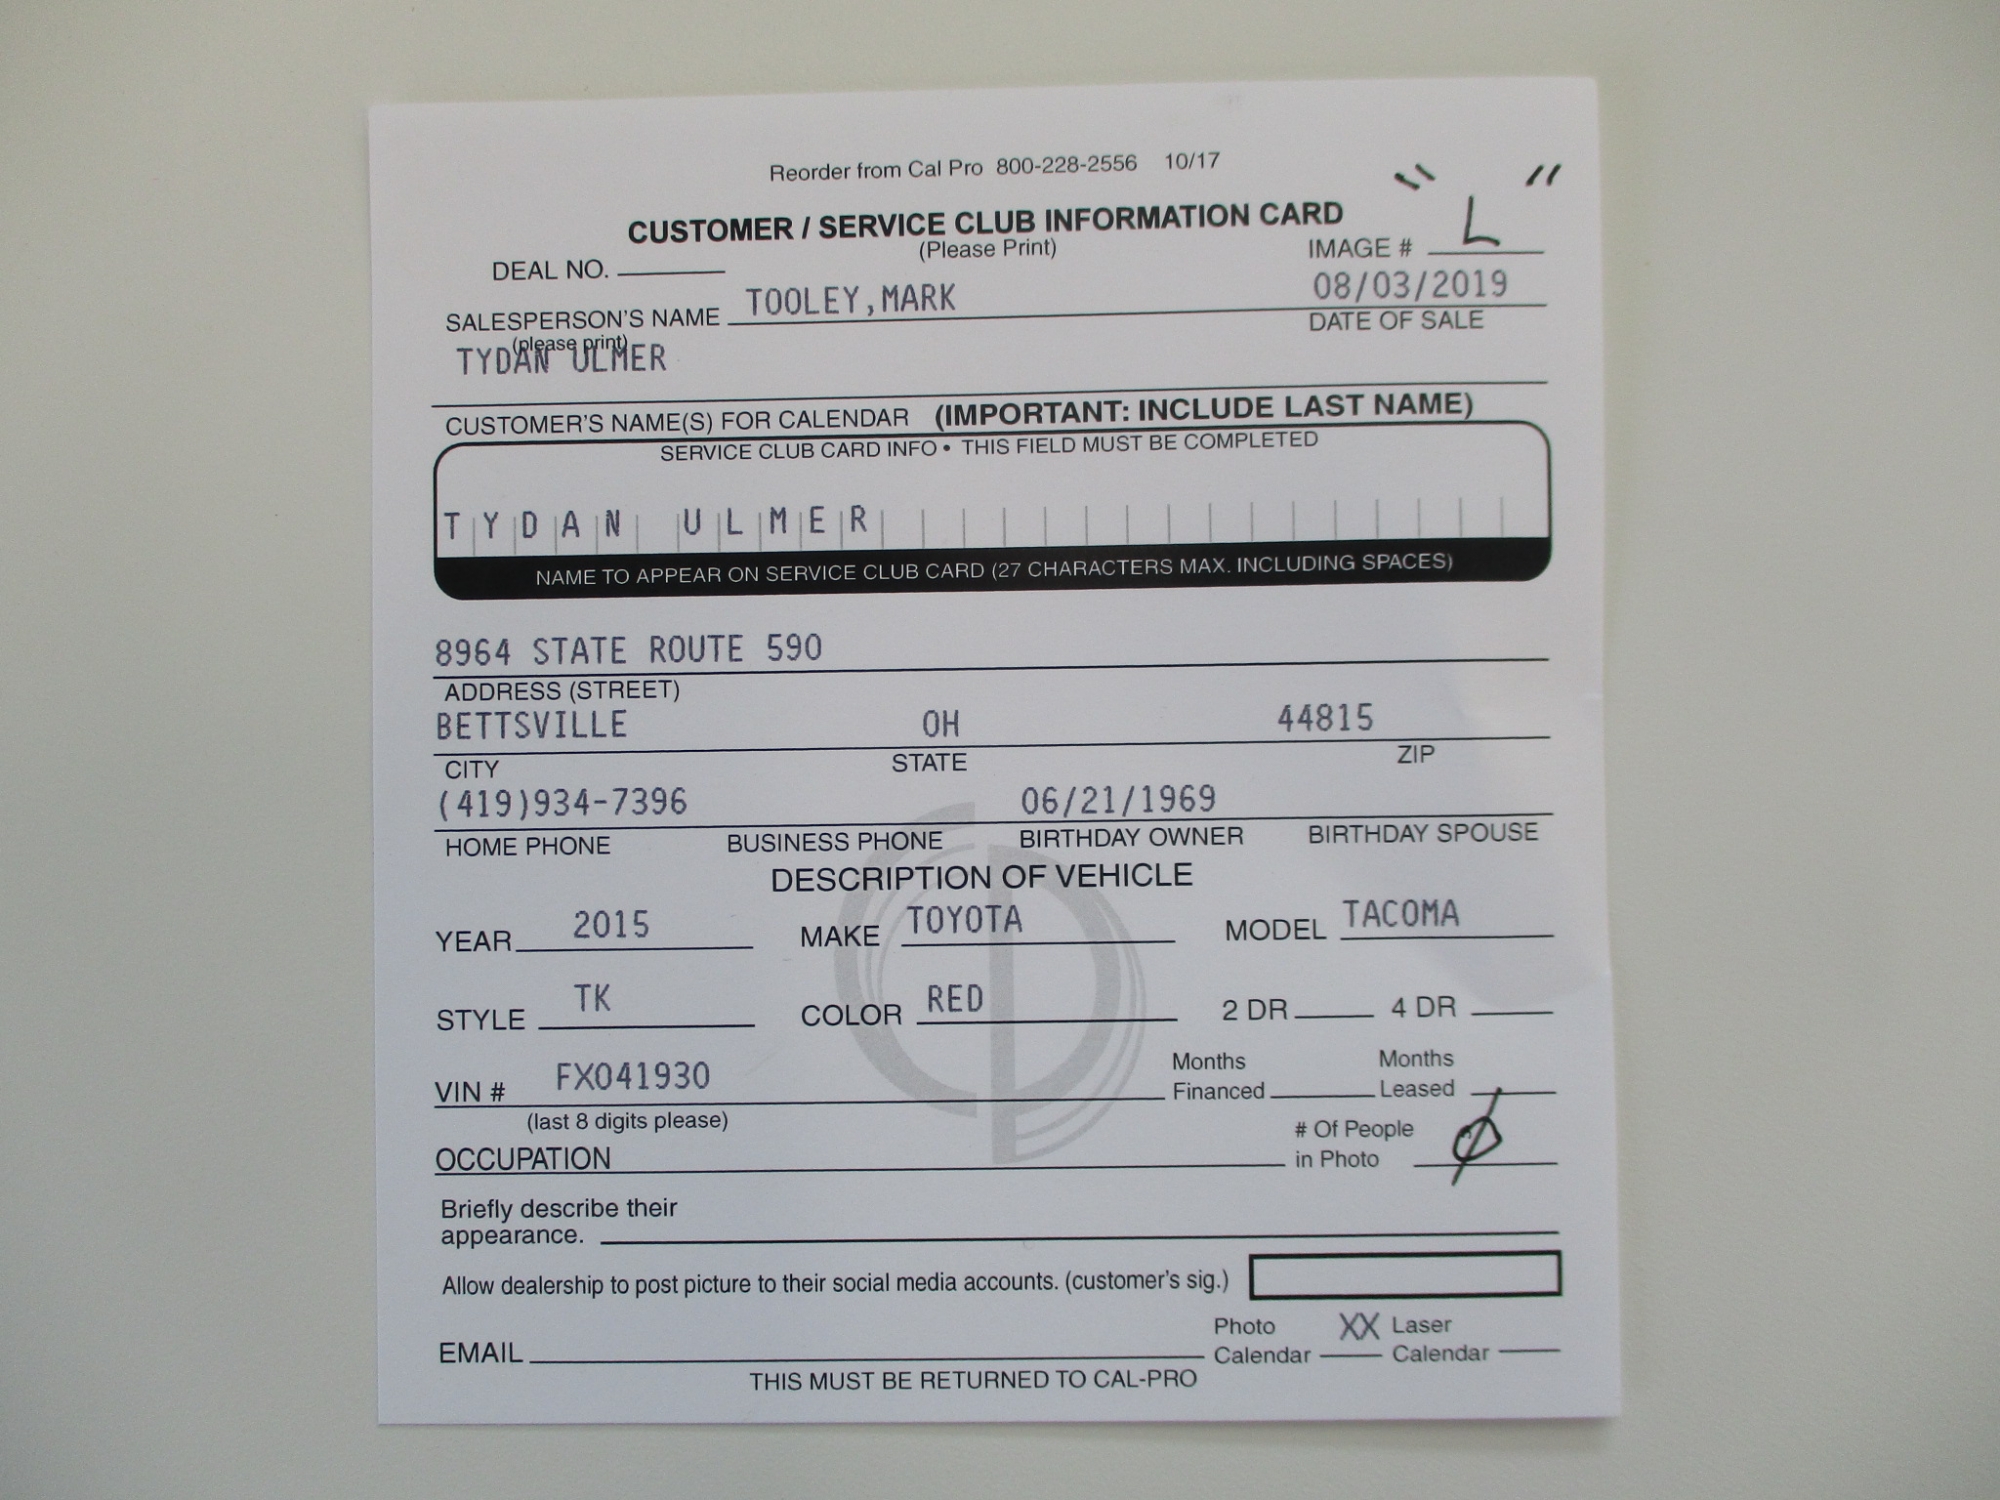 Reorder from Cal Pro 800-228-2556 10/17
CUSTOMER / SERVICE CLUB INFORMATION CARD
(Please Print)
IMAGE # "L"
DEAL NO.
SALESPERSON'S NAME TOOLEY,MARK 08/03/2019
(please print) DATE OF SALE
TYDAN ULMER
CUSTOMER'S NAME(S) FOR CALENDAR (IMPORTANT: INCLUDE LAST NAME)
SERVICE CLUB CARD INFO • THIS FIELD MUST BE COMPLETED
TYDAN ULMER
NAME TO APPEAR ON SERVICE CLUB CARD (27 CHARACTERS MAX. INCLUDING SPACES)
8964 STATE ROUTE 590
ADDRESS (STREET)
BETTSVILLE OH 44815
CITY STATE ZIP
(419)934-7396 06/21/1969
HOME PHONE BUSINESS PHONE BIRTHDAY OWNER BIRTHDAY SPOUSE
DESCRIPTION OF VEHICLE
YEAR 2015 MAKE TOYOTA MODEL TACOMA
STYLE TK COLOR RED 2 DR 4 DR
VIN # FX041930 Months Financed Months Leased
(last 8 digits please)
OCCUPATION # Of People in Photo Ø
Briefly describe their
appearance.
Allow dealership to post picture to their social media accounts. (customer's sig.)
EMAIL Photo Calendar XX Laser Calendar
THIS MUST BE RETURNED TO CAL-PRO